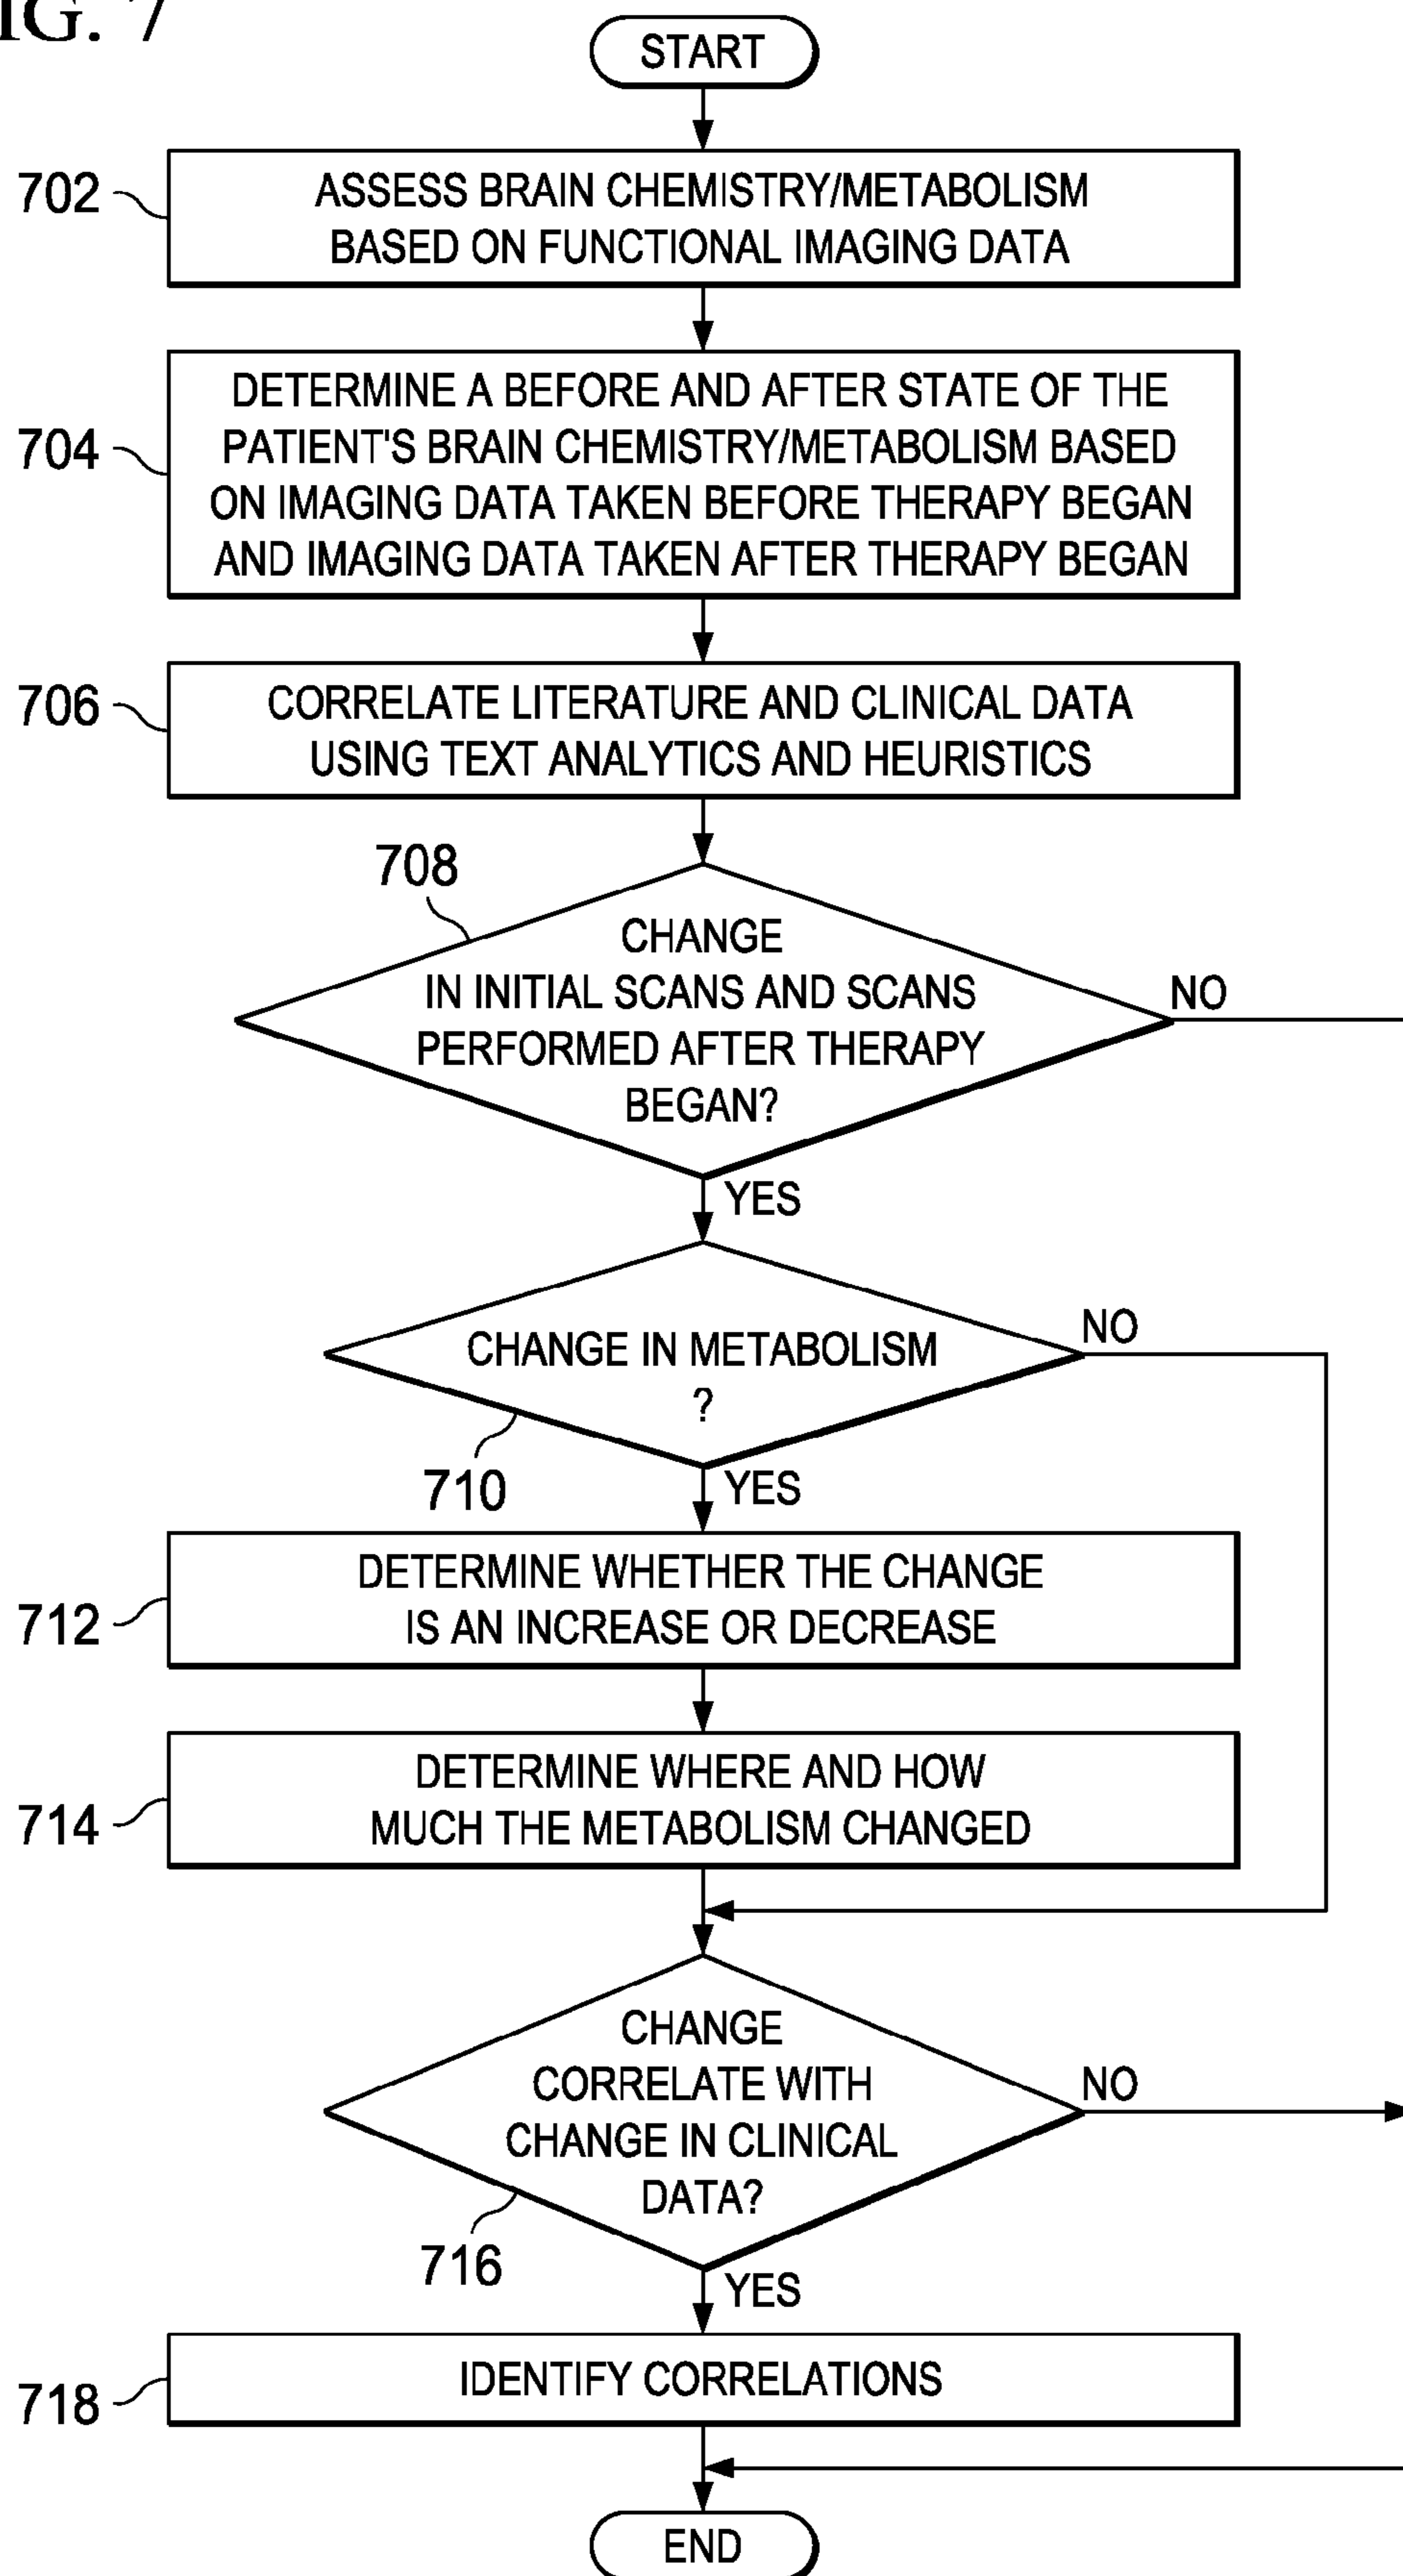 IG. 7
START
702
ASSESS BRAIN CHEMISTRY/METABOLISM
BASED ON FUNCTIONAL IMAGING DATA
704
DETERMINE A BEFORE AND AFTER STATE OF THE
PATIENT'S BRAIN CHEMISTRY/METABOLISM BASED
ON IMAGING DATA TAKEN BEFORE THERAPY BEGAN
AND IMAGING DATA TAKEN AFTER THERAPY BEGAN
706
CORRELATE LITERATURE AND CLINICAL DATA
USING TEXT ANALYTICS AND HEURISTICS
708
CHANGE
IN INITIAL SCANS AND SCANS
PERFORMED AFTER THERAPY
BEGAN?
NO
YES
CHANGE IN METABOLISM
?
NO
710
YES
712
DETERMINE WHETHER THE CHANGE
IS AN INCREASE OR DECREASE
714
DETERMINE WHERE AND HOW
MUCH THE METABOLISM CHANGED
CHANGE
CORRELATE WITH
CHANGE IN CLINICAL
DATA?
NO
716
YES
718
IDENTIFY CORRELATIONS
END